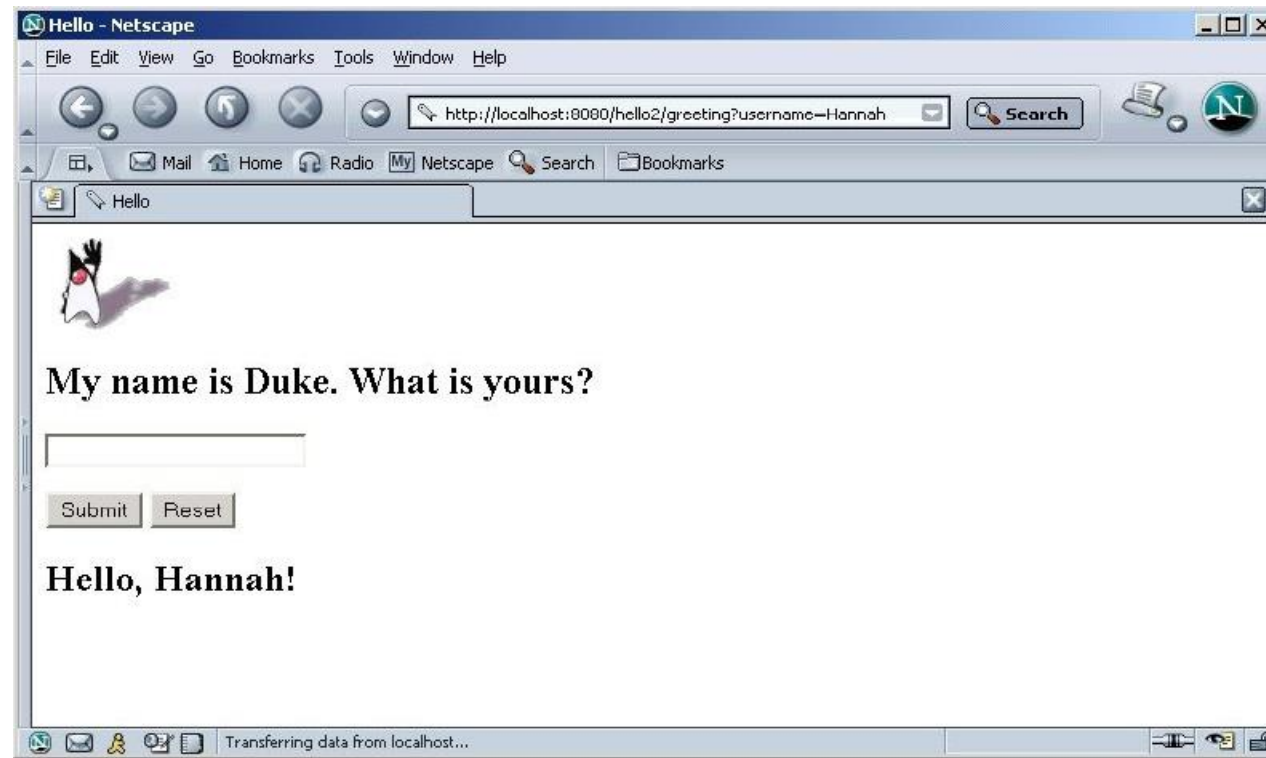 Hello - Netscape
File Edit View Go Bookmarks Tools Window Help
http://localhost:8080/hello2/greeting?username=Hannah Search N
Mail Home Radio My Netscape Search Bookmarks
Hello
My name is Duke. What is yours?
Submit Reset
Hello, Hannah!
Transferring data from localhost...